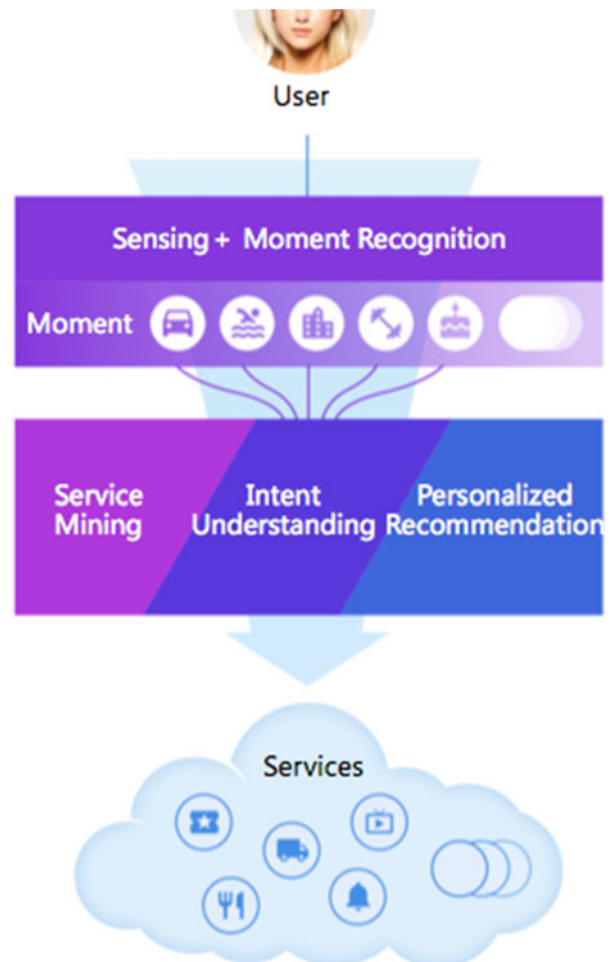 User
Sensing + Moment Recognition
Moment
Service
Mining
Intent
Understanding
Personalized
Recommendation
Services